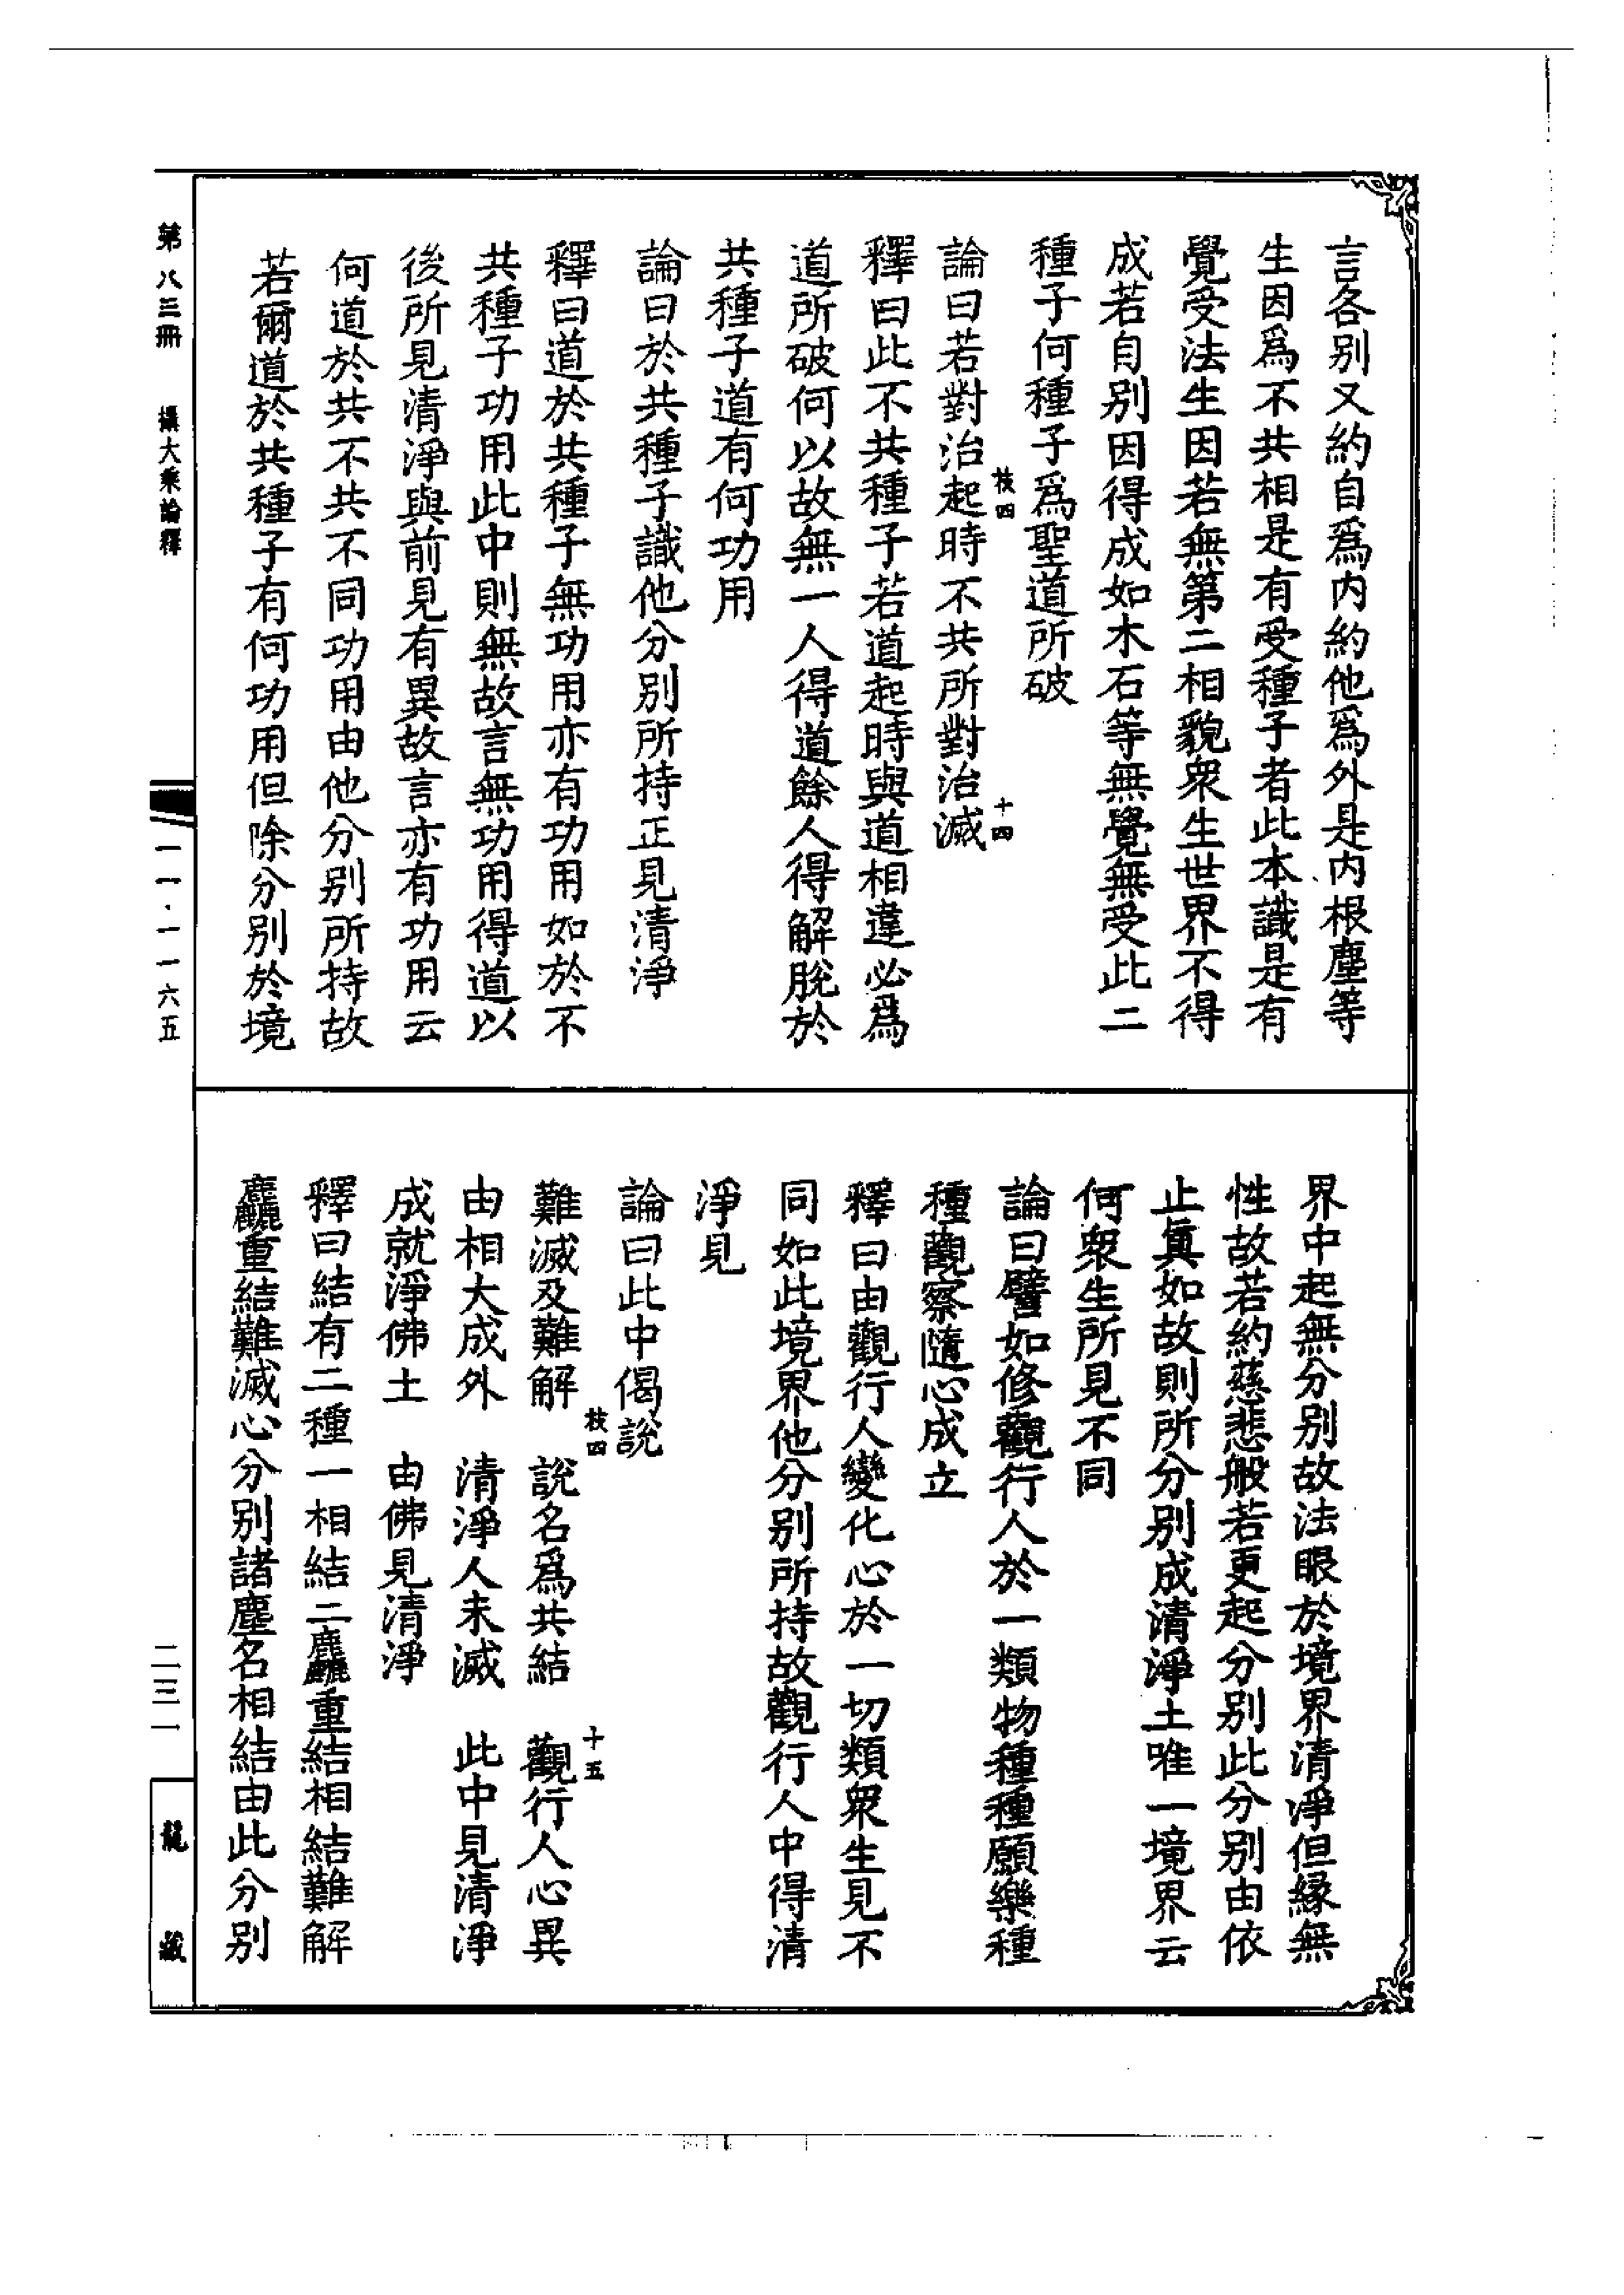 言各別又約自爲内約他爲外是内根塵等
生因爲不共相是有受種子者此本識是有
覺受法生因若無第二相貌衆生世界不得
成若自別因得成如木石等無覺無受此二
種子何種子爲聖道所破
論曰若對治起時不共所對治滅
枝四
十四
釋曰此不共種子若道起時與道相違必爲
道所破何以故無一人得道餘人得解脫於
共種子道有何功用
論曰於共種子識他分別所持正見清淨
釋曰道於共種子無功用亦有功用如於不
共種子功用此中則無故言無功用得道以
後所見清淨與前見有異故言亦有功用云
何道於共不共不同功用由他分別所持故
若爾道於共種子有何功用但除分別於境
界中起無分別故法眼於境界清淨但緣無
性故若約慈悲般若更起分別此分別由依
止眞如故則所分別成清淨土唯一境界云
何衆生所見不同
論曰譬如修觀行人於一類物種種願樂種
種觀察隨心成立
釋曰由觀行人變化心於一切類衆生見不
同如此境界他分別所持故觀行人中得清
淨見
論曰此中偈說
枝四
十五
難滅及難解　說名爲共結　觀行人心異
由相大成外　清淨人未滅　此中見清淨
成就淨佛土　由佛見清淨
釋曰結有二種一相結二麤重結相結難解
麤重結難滅心分別諸塵名相結由此分別
第八三冊　攝大乘論釋
一一·一一六五
二三一
龍藏